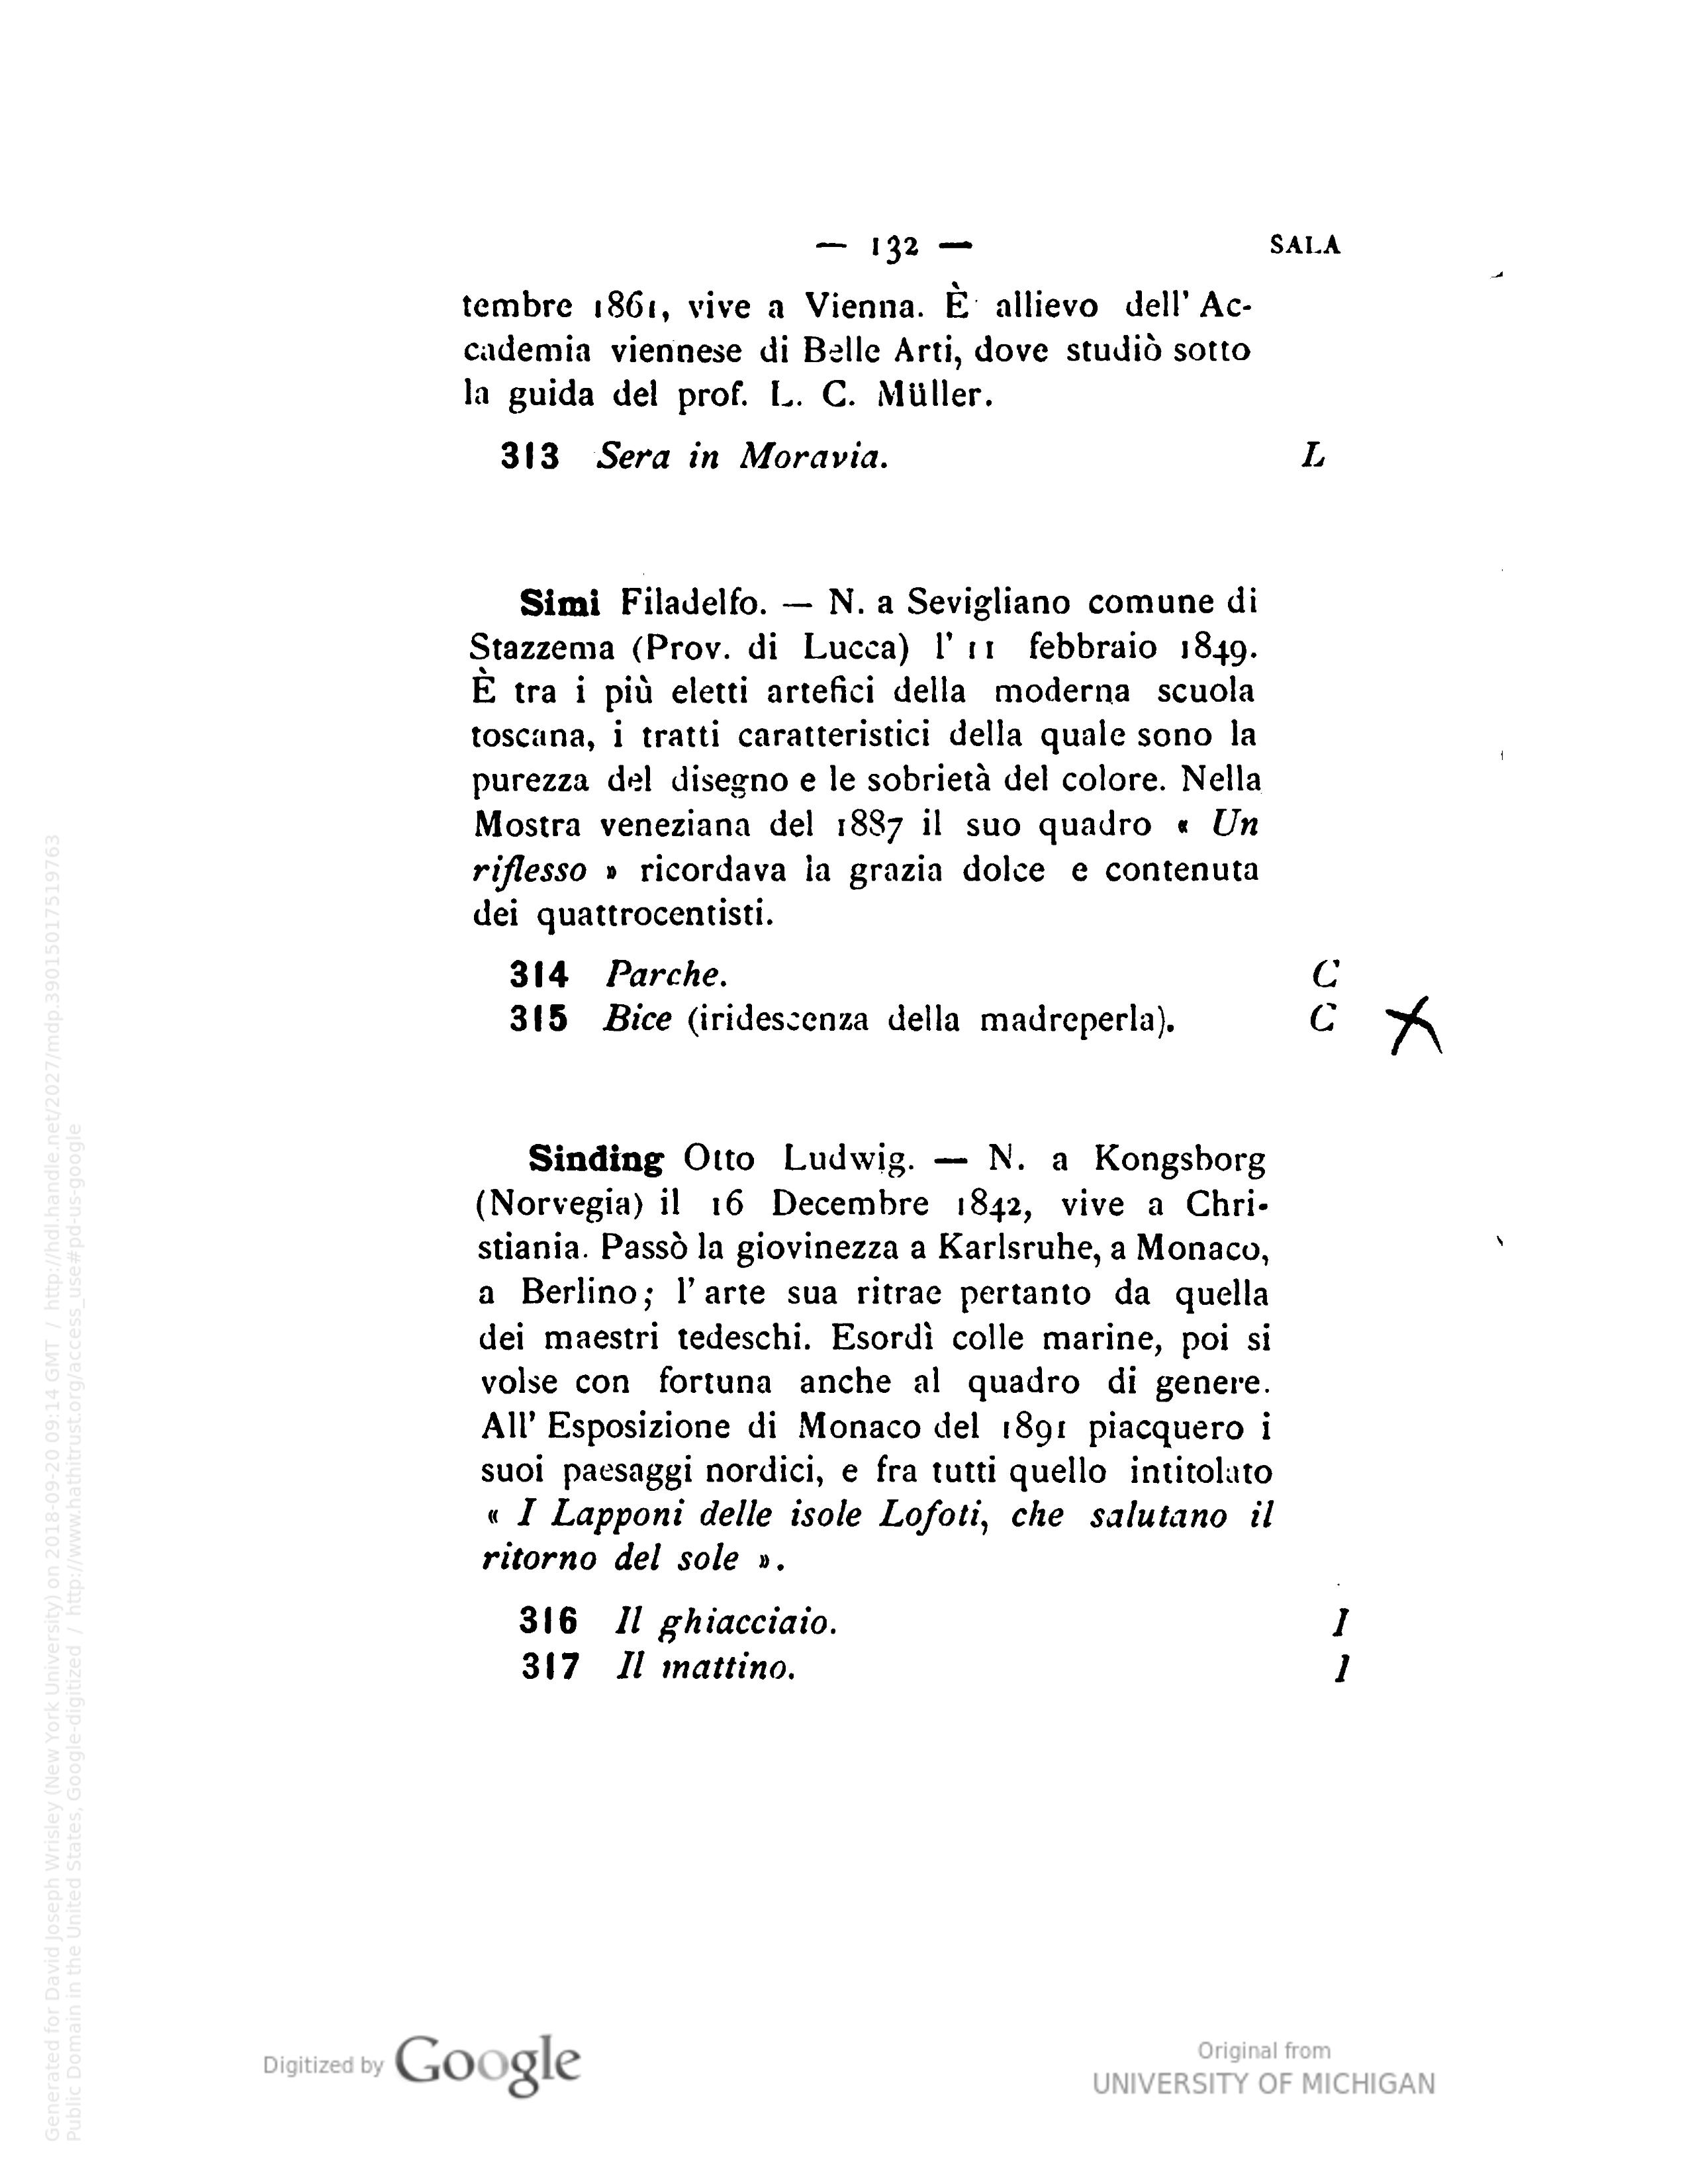 — 132 — SALA
tembre 1861, vive a Vienna. È allievo dell' Ac-
cademia viennese di Belle Arti, dove studiò sotto
la guida del prof. L. C. Müller.
313 Sera in Moravia. L
Simi Filadelfo. — N. a Sevigliano comune di
Stazzema (Prov. di Lucca) l' 11 febbraio 1849.
È tra i più eletti artefici della moderna scuola
toscana, i tratti caratteristici della quale sono la
purezza del disegno e le sobrietà del colore. Nella
Mostra veneziana del 1887 il suo quadro « Un
riflesso » ricordava la grazia dolce e contenuta
dei quattrocentisti.
314 Parche. C
315 Bice (iridescenza della madreperla). C
Sinding Otto Ludwig. — N. a Kongsborg
(Norvegia) il 16 Decembre 1842, vive a Chri-
stiania. Passò la giovinezza a Karlsruhe, a Monaco,
a Berlino; l' arte sua ritrae pertanto da quella
dei maestri tedeschi. Esordì colle marine, poi si
volse con fortuna anche al quadro di genere.
All' Esposizione di Monaco del 1891 piacquero i
suoi paesaggi nordici, e fra tutti quello intitolato
« I Lapponi delle isole Lofoti, che salutano il
ritorno del sole ».
316 Il ghiacciaio. I
317 Il mattino. I
Generated for David Joseph Wrisley (New York University) on 2018-09-20 09:14 GMT / http://hdl.handle.net/2027/mdp.39015017519763
Public Domain in the United States, Google-digitized / http://www.hathitrust.org/access_use#pd-us-google
Digitized by Google
Original from
UNIVERSITY OF MICHIGAN